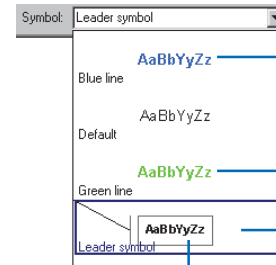 Symbol: Leader symbol
AaBbYyZz
Blue line
AaBbYyZz
Default
AaBbYyZz
Green line
AaBbYyZz
Leader symbol